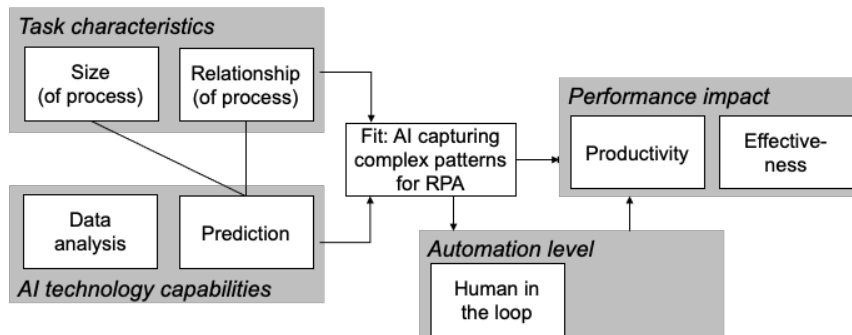 Task characteristics
Size
(of process)
Relationship
(of process)
Data
analysis
Prediction
AI technology capabilities
Fit: AI capturing
complex patterns
for RPA
Performance impact
Productivity
Effective-
ness
Automation level
Human in
the loop